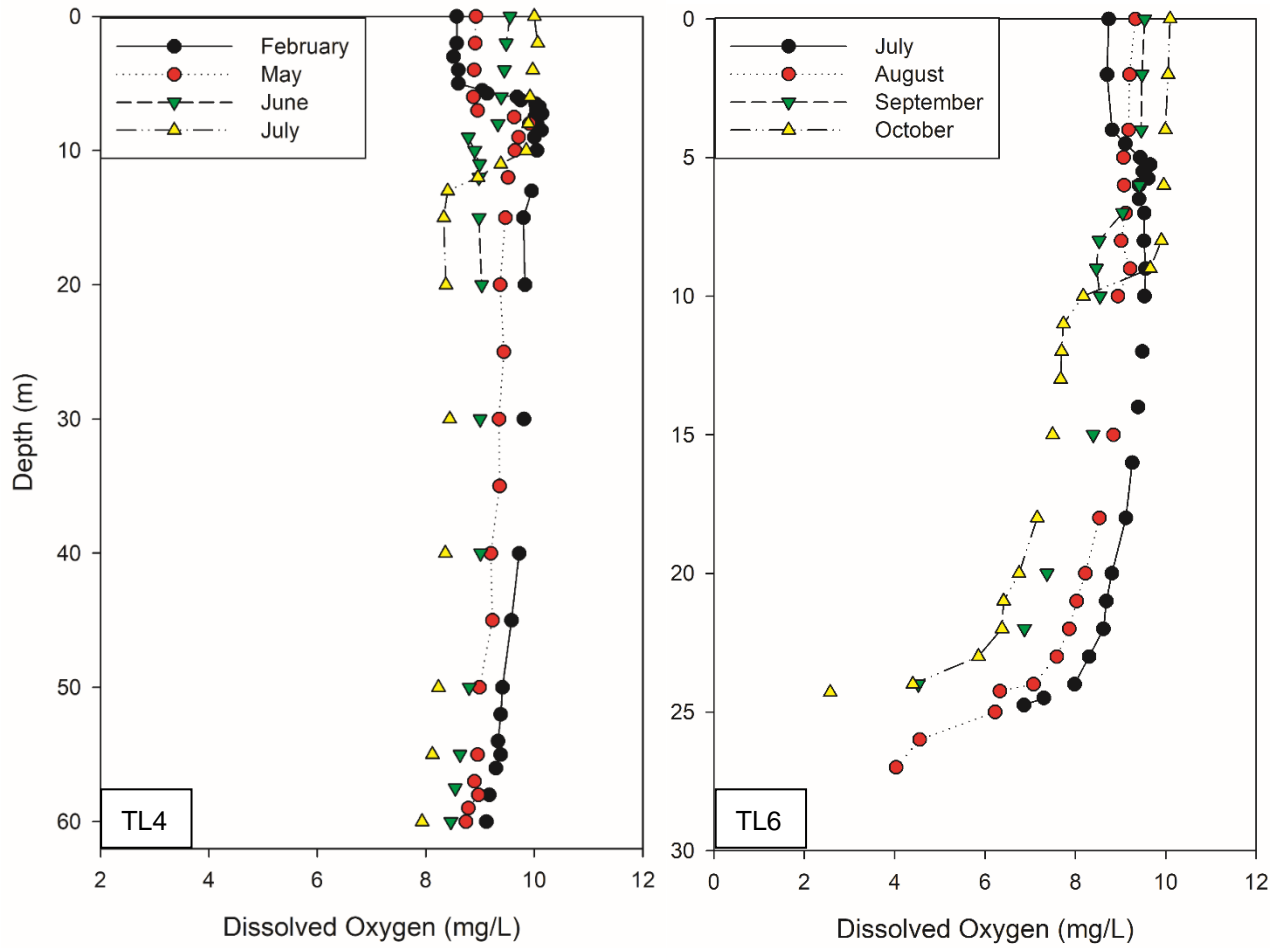 0
10
20
30
40
50
60
Depth (m)
February
May
June
July
TL4
2
4
6
8
10
12
Dissolved Oxygen (mg/L)
0
5
10
15
20
25
30
July
August
September
October
TL6
0
2
4
6
8
10
12
Dissolved Oxygen (mg/L)